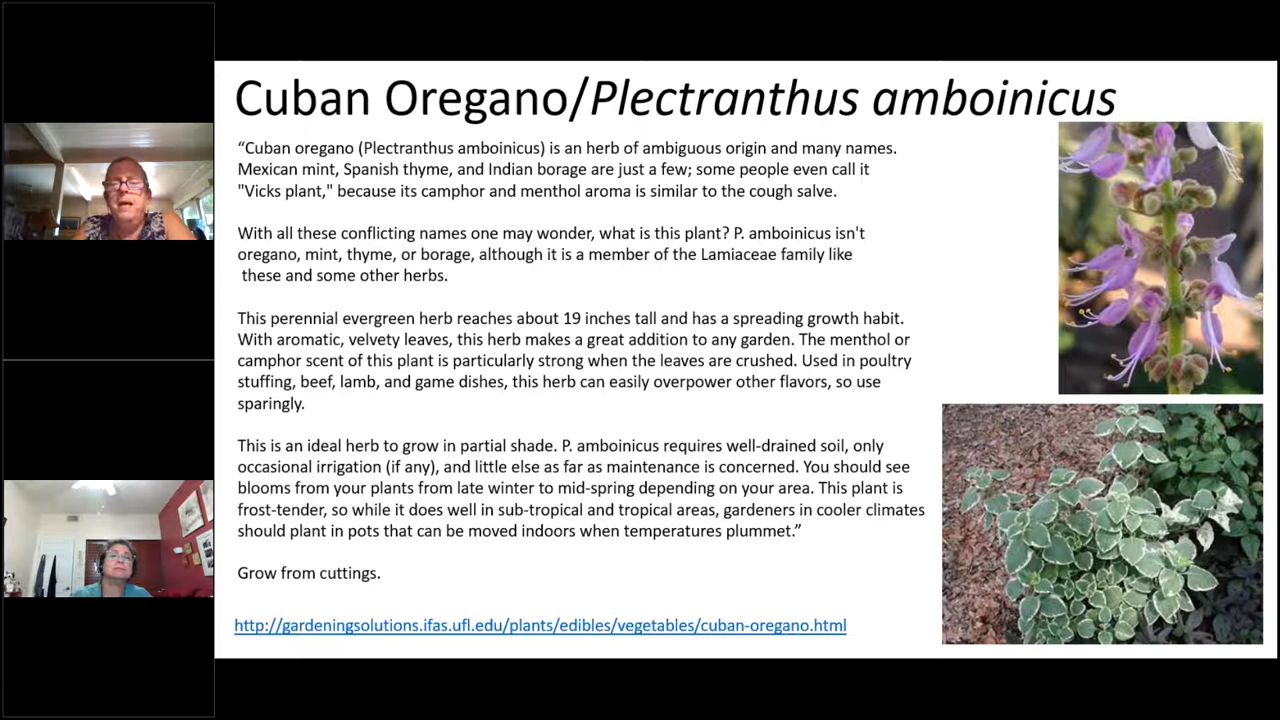 Cuban Oregano/Plectranthus amboinicus
“Cuban oregano (Plectranthus amboinicus) is an herb of ambiguous origin and many names.
Mexican mint, Spanish thyme, and Indian borage are just a few; some people even call it
"Vicks plant," because its camphor and menthol aroma is similar to the cough salve.
With all these conflicting names one may wonder, what is this plant? P. amboinicus isn't
oregano, mint, thyme, or borage, although it is a member of the Lamiaceae family like
these and some other herbs.
This perennial evergreen herb reaches about 19 inches tall and has a spreading growth habit.
With aromatic, velvety leaves, this herb makes a great addition to any garden. The menthol or
camphor scent of this plant is particularly strong when the leaves are crushed. Used in poultry
stuffing, beef, lamb, and game dishes, this herb can easily overpower other flavors, so use
sparingly.
This is an ideal herb to grow in partial shade. P. amboinicus requires well-drained soil, only
occasional irrigation (if any), and little else as far as maintenance is concerned. You should see
blooms from your plants from late winter to mid-spring depending on your area. This plant is
frost-tender, so while it does well in sub-tropical and tropical areas, gardeners in cooler climates
should plant in pots that can be moved indoors when temperatures plummet.”
Grow from cuttings.
http://gardeningsolutions.ifas.ufl.edu/plants/edibles/vegetables/cuban-oregano.html